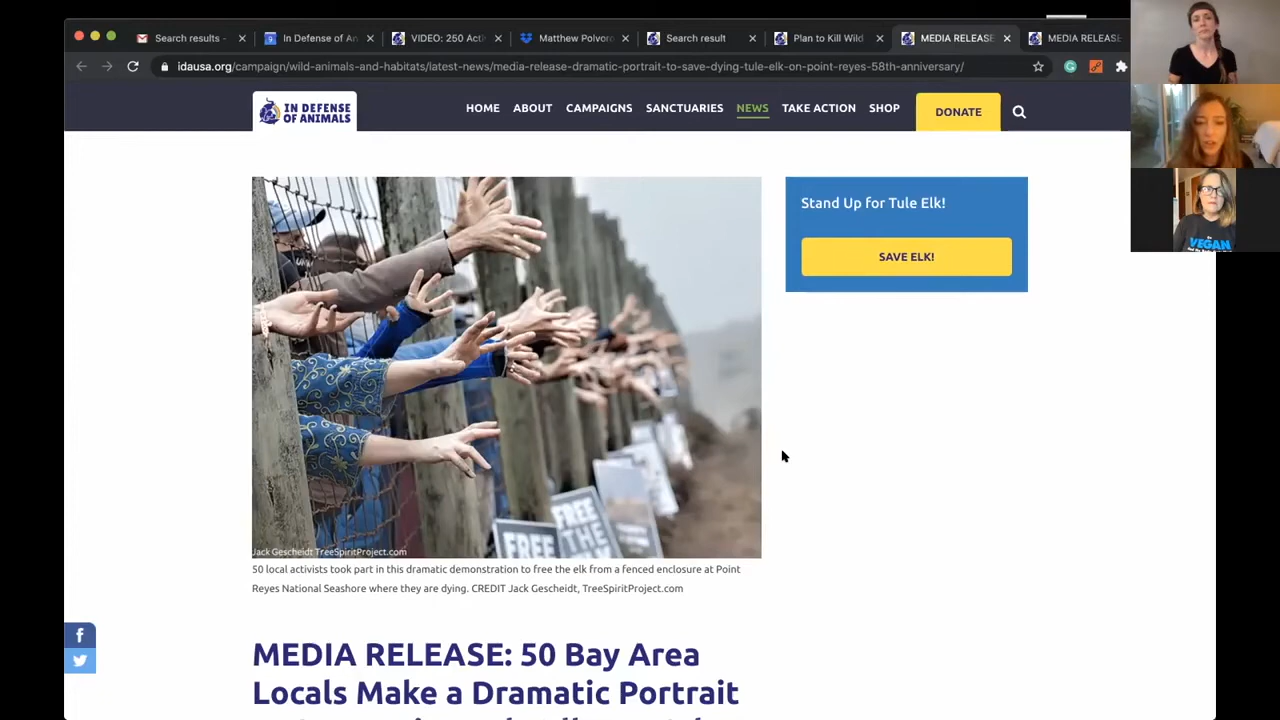 Search results -
In Defense of An
VIDEO: 250 Acti
Matthew Polvoro
Search result
Plan to Kill Wild
MEDIA RELEASE
MEDIA RELEASE
idausa.org/campaign/wild-animals-and-habitats/latest-news/media-release-dramatic-portrait-to-save-dying-tule-elk-on-point-reyes-58th-anniversary/
IN DEFENSE
OF ANIMALS
HOME ABOUT CAMPAIGNS SANCTUARIES NEWS TAKE ACTION SHOP DONATE
Stand Up for Tule Elk!
SAVE ELK!
VEGAN
FREE
FREE
THE
Jack Gescheidt TreeSpiritProject.com
50 local activists took part in this dramatic demonstration to free the elk from a fenced enclosure at Point
Reyes National Seashore where they are dying. CREDIT Jack Gescheidt, TreeSpiritProject.com
MEDIA RELEASE: 50 Bay Area
Locals Make a Dramatic Portrait